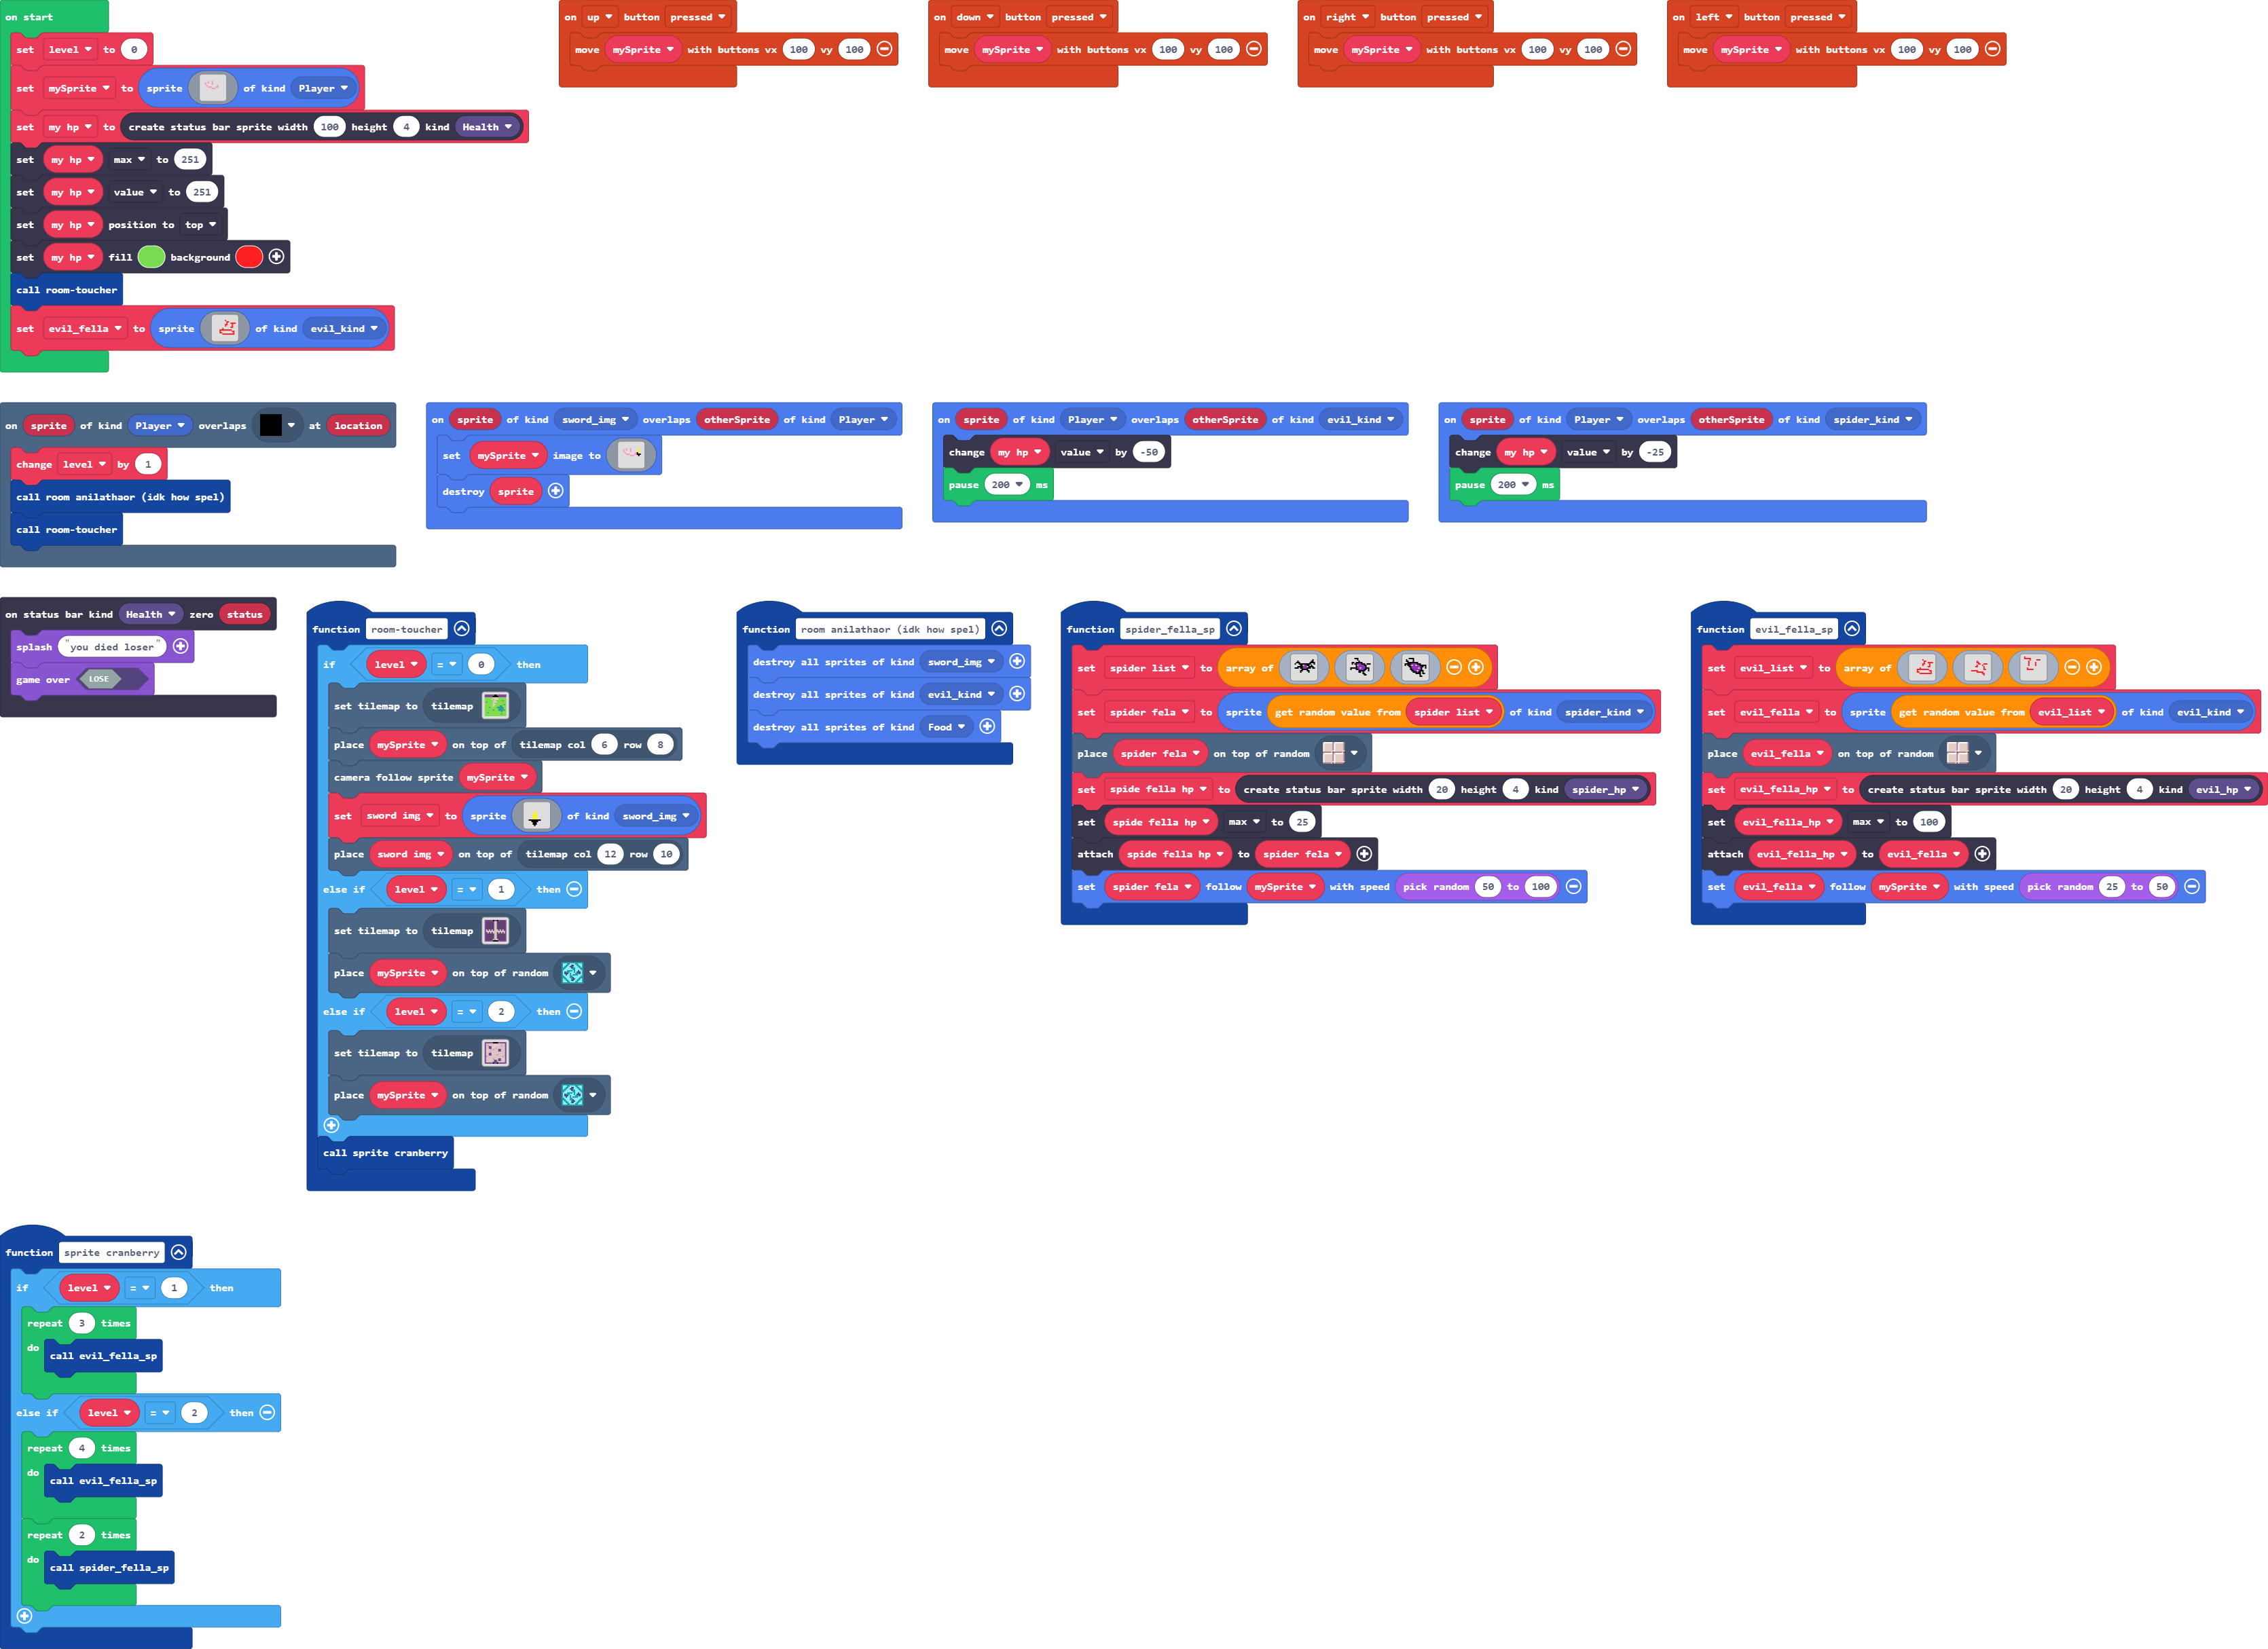 on start
set level to 0
set mySprite to sprite of kind Player
set my hp to create status bar sprite width 100 height 4 kind Health
set my hp max to 251
set my hp value to 251
set my hp position to top
set my hp fill background
call room-toucher
set evil_fella to sprite of kind evil_kind
on up button pressed
move mySprite with buttons vx 100 vy 100
on down button pressed
move mySprite with buttons vx 100 vy 100
on right button pressed
move mySprite with buttons vx 100 vy 100
on left button pressed
move mySprite with buttons vx 100 vy 100
on sprite of kind Player overlaps at location
change level by 1
call room anilathaor (idk how spel)
call room-toucher
on sprite of kind sword_img overlaps otherSprite of kind Player
set mySprite image to
destroy sprite
on sprite of kind Player overlaps otherSprite of kind evil_kind
change my hp value by -50
pause 200 ms
on sprite of kind Player overlaps otherSprite of kind spider_kind
change my hp value by -25
pause 200 ms
on status bar kind Health zero status
splash "you died loser"
game over LOSE
function room-toucher
if level = 0 then
set tilemap to tilemap
place mySprite on top of tilemap col 6 row 8
camera follow sprite mySprite
set sword img to sprite of kind sword_img
place sword img on top of tilemap col 12 row 10
else if level = 1 then
set tilemap to tilemap
place mySprite on top of random
else if level = 2 then
set tilemap to tilemap
place mySprite on top of random
call sprite cranberry
function room anilathaor (idk how spel)
destroy all sprites of kind sword_img
destroy all sprites of kind evil_kind
destroy all sprites of kind Food
function spider_fella_sp
set spider list to array of
set spider fela to sprite get random value from spider list of kind spider_kind
place spider fela on top of random
set spide fella hp to create status bar sprite width 20 height 4 kind spider_hp
set spide fella hp max to 25
attach spide fella hp to spider fela
set spider fela follow mySprite with speed pick random 50 to 100
function evil_fella_sp
set evil_list to array of
set evil_fella to sprite get random value from evil_list of kind evil_kind
place evil_fella on top of random
set evil_fella_hp to create status bar sprite width 20 height 4 kind evil_hp
set evil_fella_hp max to 100
attach evil_fella_hp to evil_fella
set evil_fella follow mySprite with speed pick random 25 to 50
function sprite cranberry
if level = 1 then
repeat 3 times
do call evil_fella_sp
else if level = 2 then
repeat 4 times
do call evil_fella_sp
repeat 2 times
do call spider_fella_sp